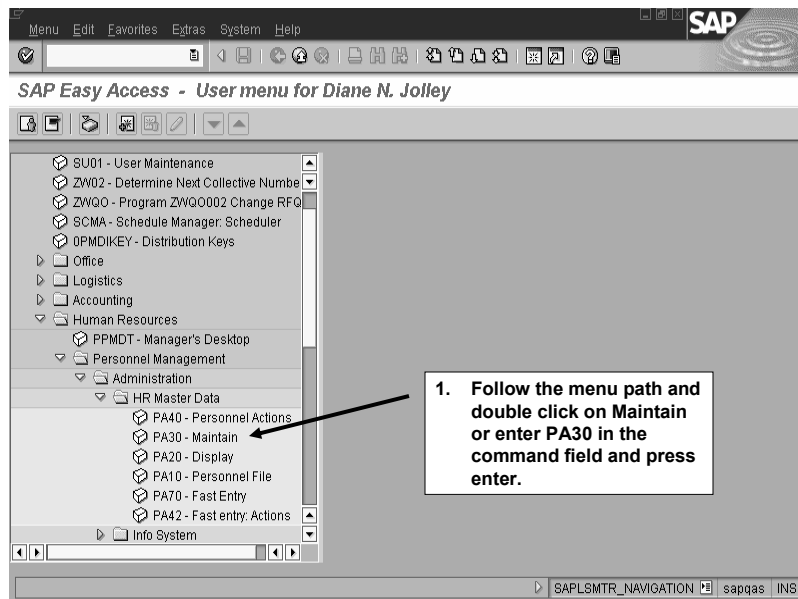 Menu Edit Favorites Extras System Help
SAP
SAP Easy Access - User menu for Diane N. Jolley
SU01 - User Maintenance
ZW02 - Determine Next Collective Numbe
ZWQO - Program ZWQO002 Change RFQ
SCMA - Schedule Manager: Scheduler
0PMDIKEY - Distribution Keys
Office
Logistics
Accounting
Human Resources
PPMDT - Manager's Desktop
Personnel Management
Administration
HR Master Data
PA40 - Personnel Actions
PA30 - Maintain
PA20 - Display
PA10 - Personnel File
PA70 - Fast Entry
PA42 - Fast entry: Actions
Info System
1. Follow the menu path and
double click on Maintain
or enter PA30 in the
command field and press
enter.
SAPLSMTR_NAVIGATION sapqas INS